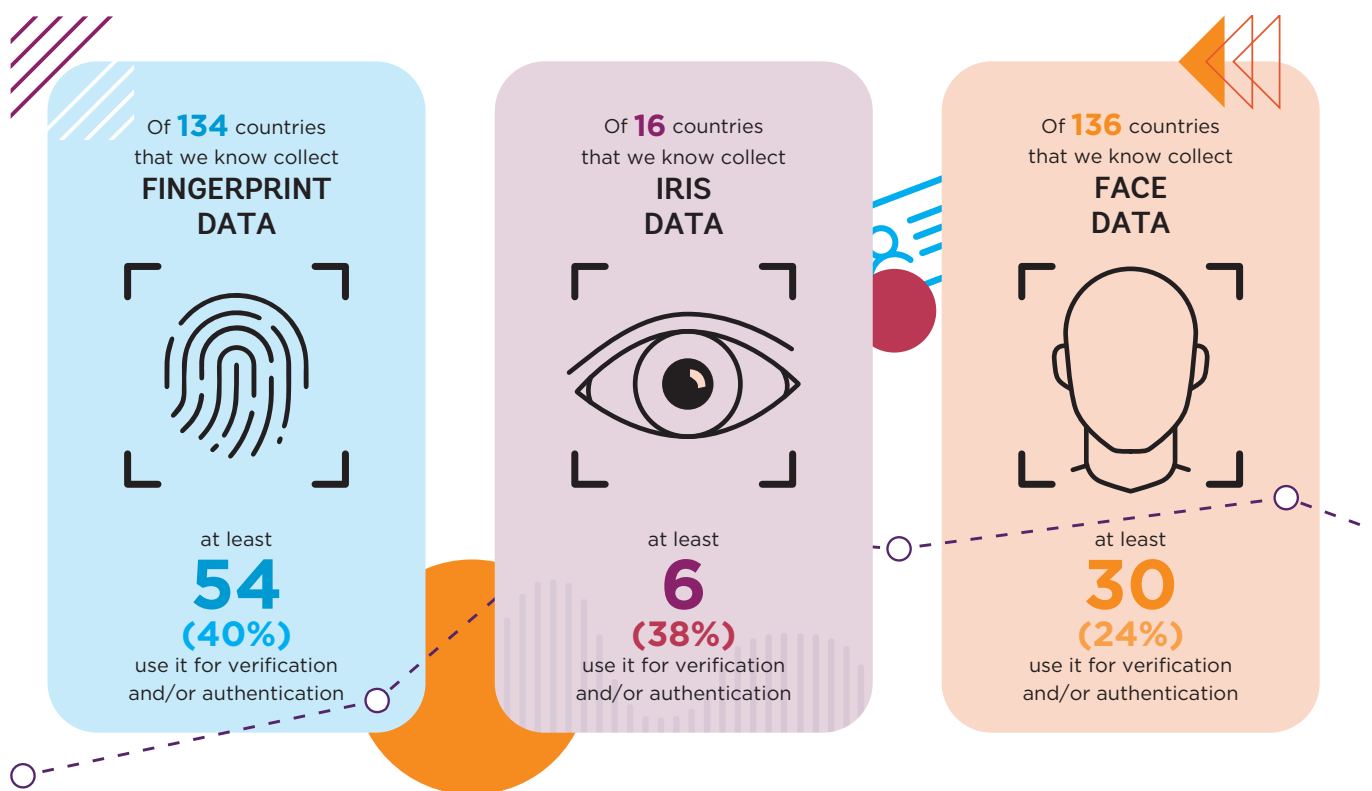 Of 134 countries
that we know collect
FINGERPRINT
DATA
at least
54
(40%)
use it for verification
and/or authentication
Of 16 countries
that we know collect
IRIS
DATA
at least
6
(38%)
use it for verification
and/or authentication
Of 136 countries
that we know collect
FACE
DATA
at least
30
(24%)
use it for verification
and/or authentication